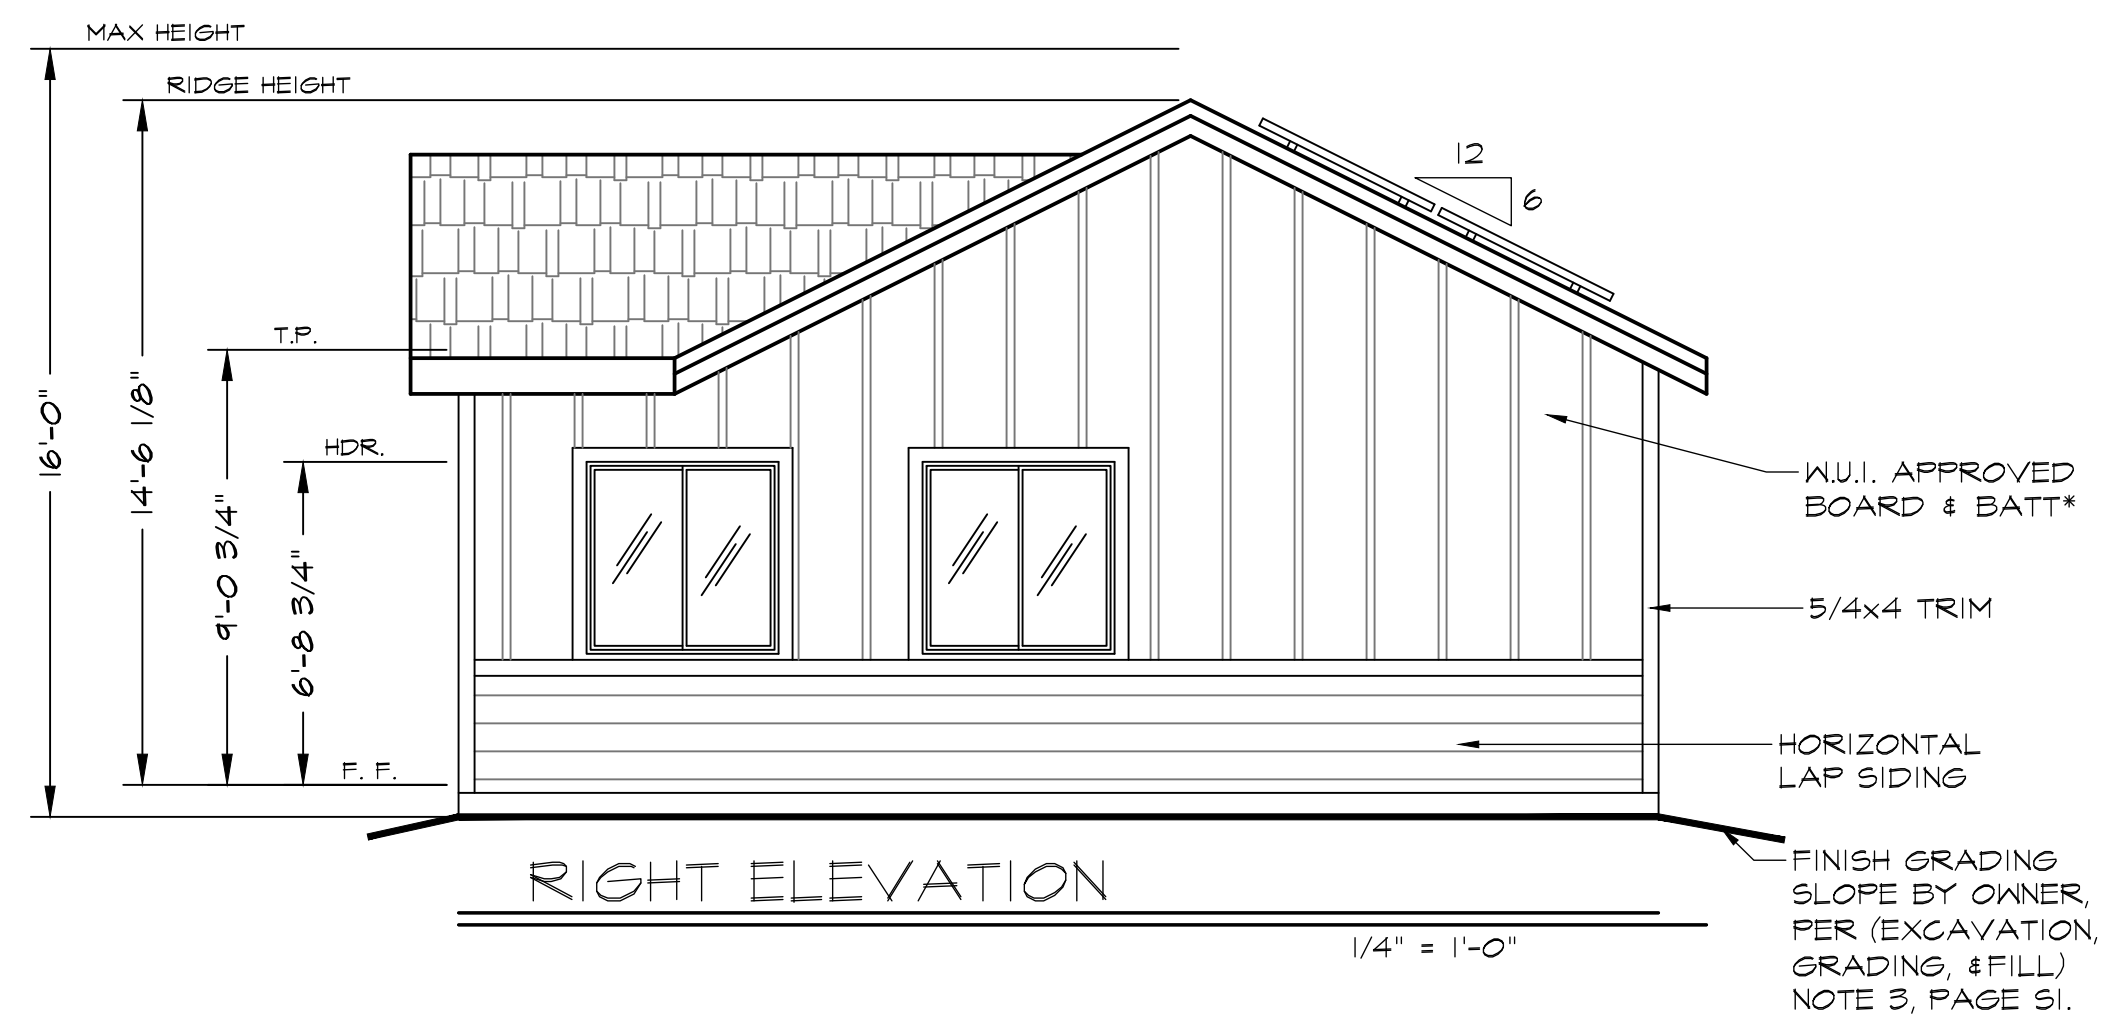 MAX HEIGHT
RIDGE HEIGHT
12
6
T.P.
HDR.
16'-0"
14'-6 1/8"
9'-0 3/4"
6'-8 3/4"
F. F.
W.U.I. APPROVED
BOARD & BATT*
5/4x4 TRIM
HORIZONTAL
LAP SIDING
FINISH GRADING
SLOPE BY OWNER,
PER (EXCAVATION,
GRADING, &FILL)
NOTE 3, PAGE S1.
RIGHT ELEVATION
1/4" = 1'-0"